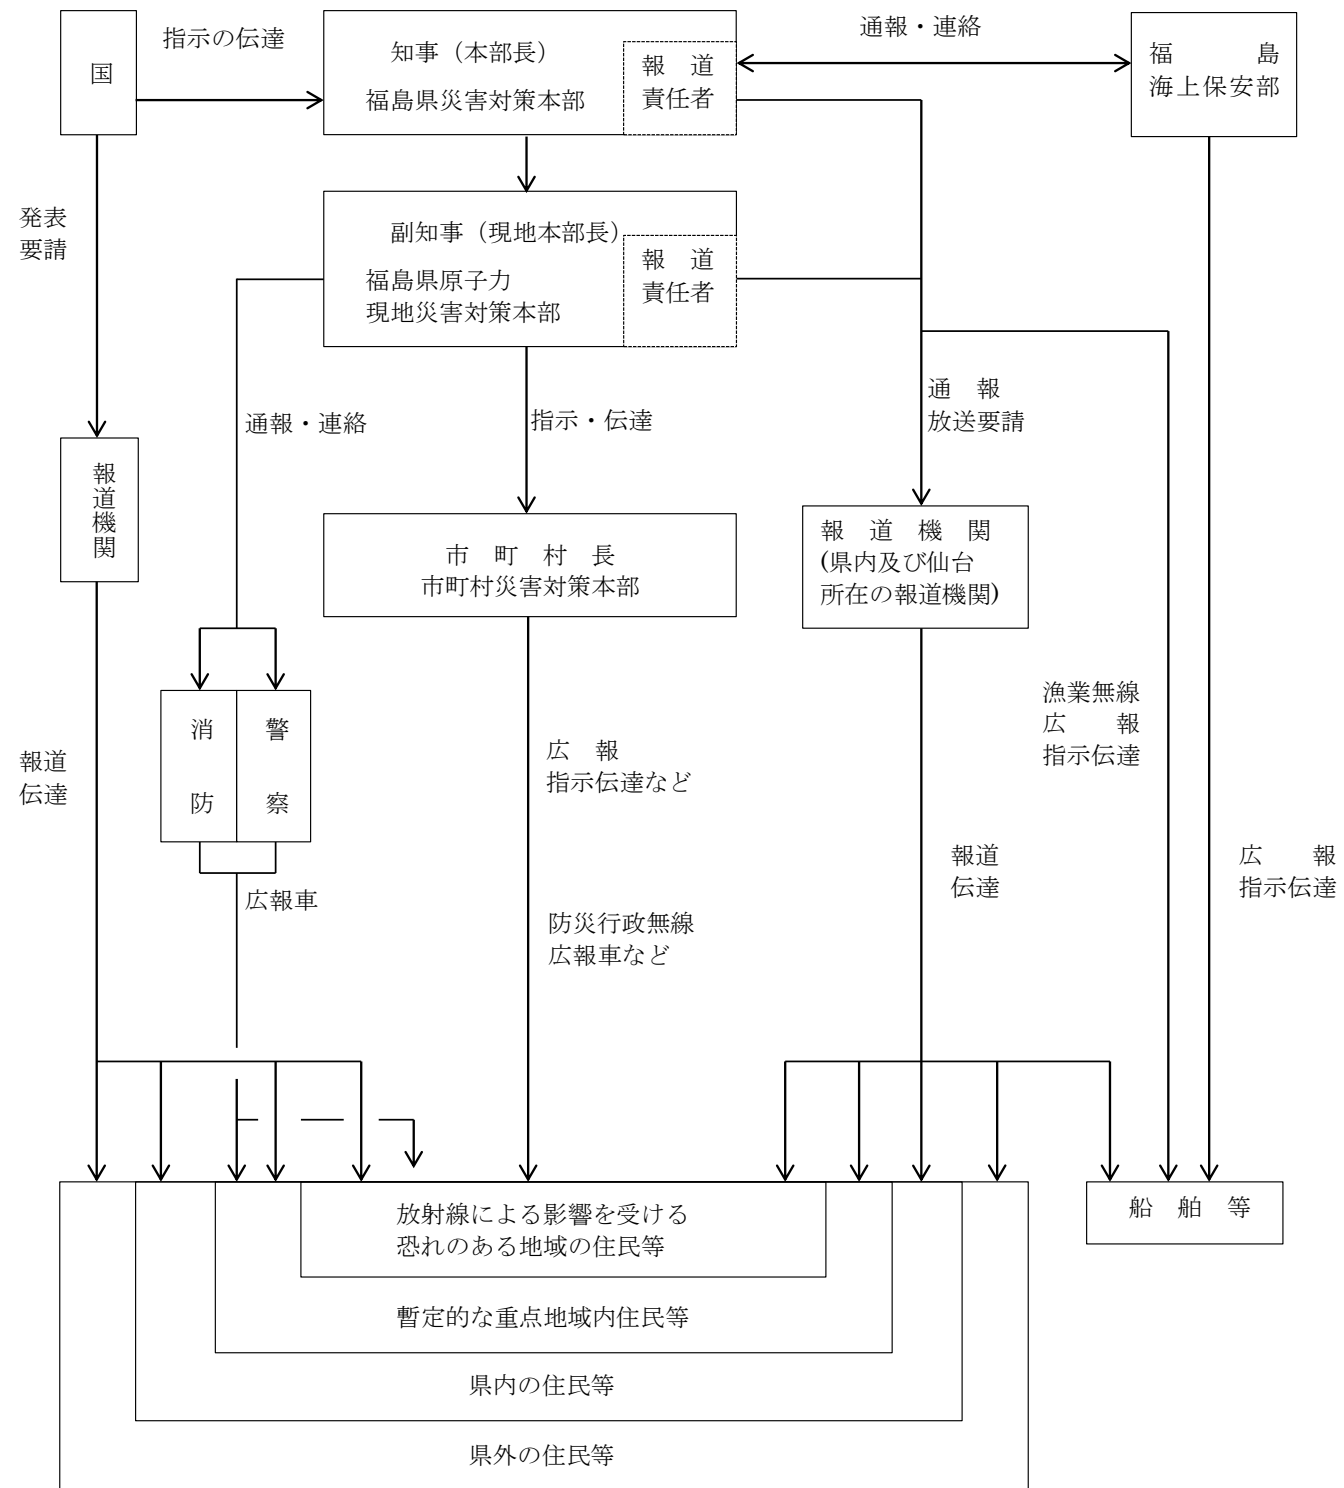 国
指示の伝達
知事（本部長）
福島県災害対策本部
報　道
責任者
通報・連絡
福　　　島
海上保安部
発表
要請
副知事（現地本部長）
福島県原子力
現地災害対策本部
報　道
責任者
通報・連絡
指示・伝達
通　報
放送要請
報道機関
市　町　村　長
市町村災害対策本部
報　道　機　関
(県内及び仙台
所在の報道機関)
消　防
警　察
報道
伝達
広　報
指示伝達など
漁業無線
広　　報
指示伝達
報道
伝達
広　　報
指示伝達
広報車
防災行政無線
広報車など
放射線による影響を受ける
恐れのある地域の住民等
暫定的な重点地域内住民等
県内の住民等
県外の住民等
船　舶　等